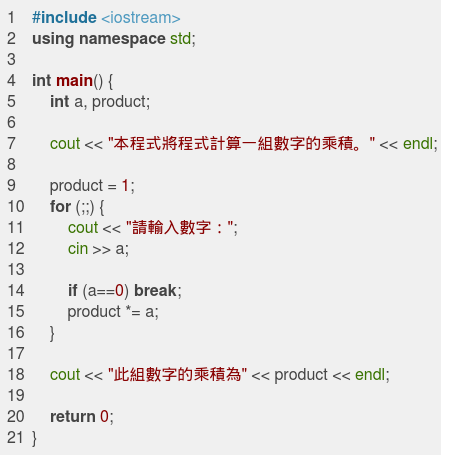 1 #include <iostream>
2 using namespace std;
3
4 int main() {
5 int a, product;
6
7 cout << "本程式將程式計算一組數字的乘積。" << endl;
8
9 product = 1;
10 for (;;) {
11 cout << "請輸入數字：";
12 cin >> a;
13
14 if (a==0) break;
15 product *= a;
16 }
17
18 cout << "此組數字的乘積為" << product << endl;
19
20 return 0;
21 }